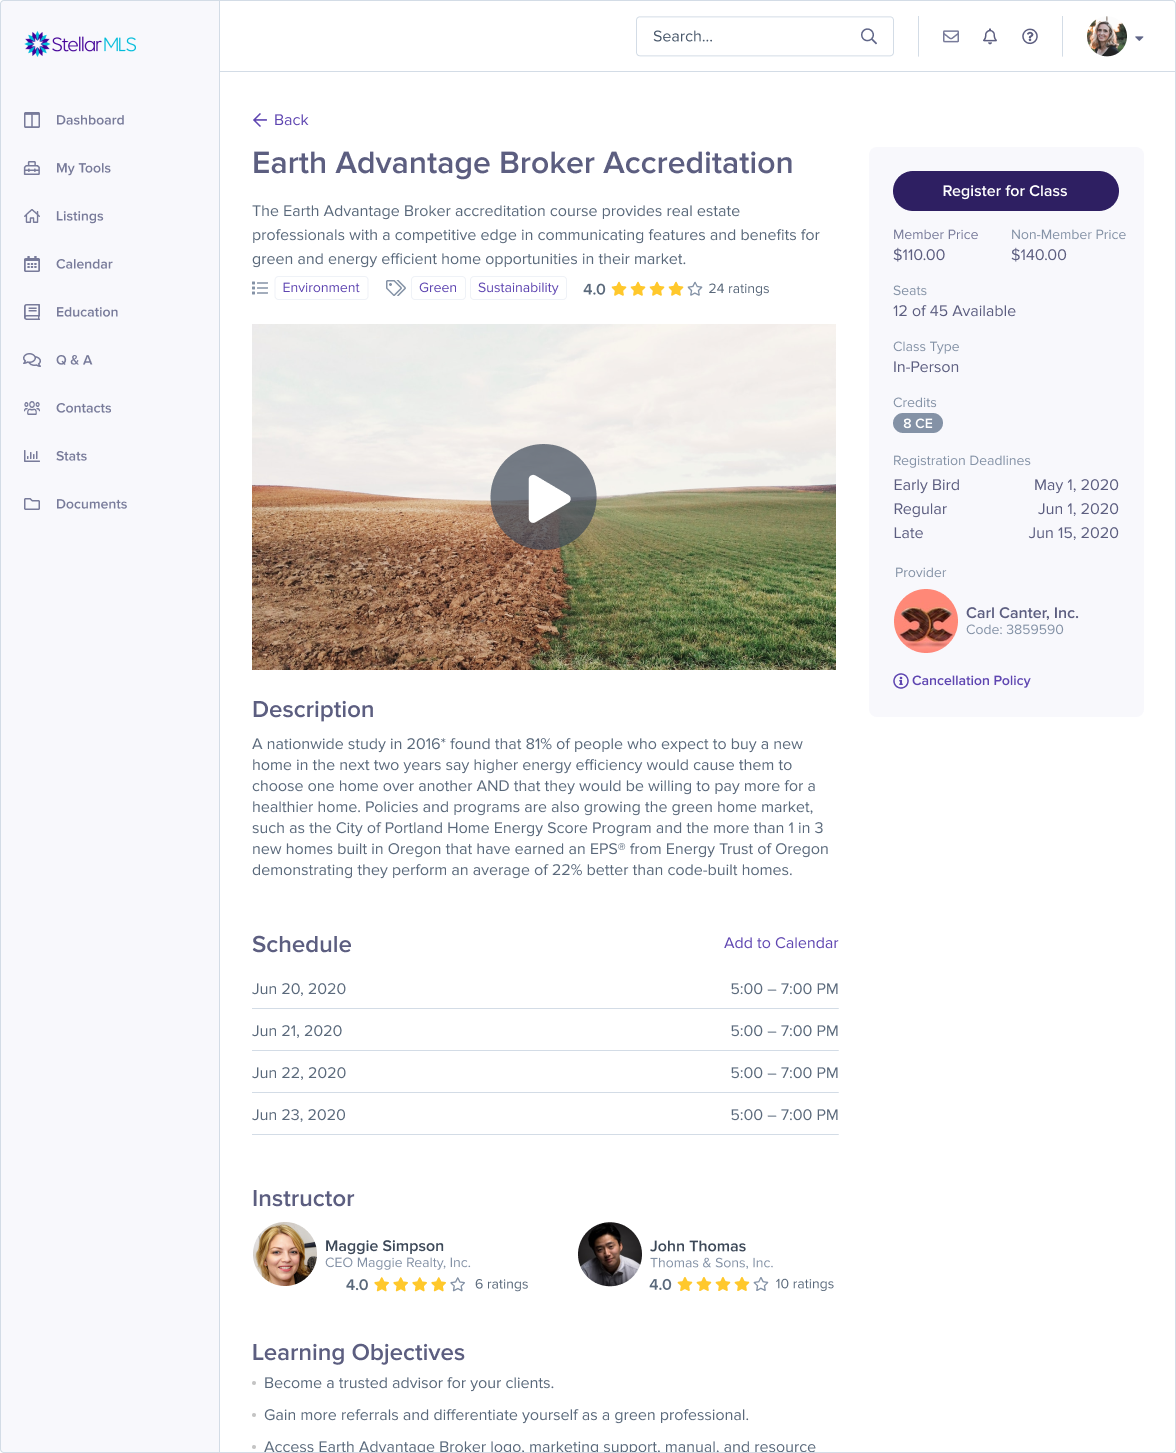 StellarMLS
Search...
Dashboard
My Tools
Listings
Calendar
Education
Q & A
Contacts
Stats
Documents
Back
Earth Advantage Broker Accreditation
The Earth Advantage Broker accreditation course provides real estate
professionals with a competitive edge in communicating features and benefits for
green and energy efficient home opportunities in their market.
Environment Green Sustainability 4.0 24 ratings
Register for Class
Member Price Non-Member Price
$110.00 $140.00
Seats
12 of 45 Available
Class Type
In-Person
Credits
8 CE
Registration Deadlines
Early Bird May 1, 2020
Regular Jun 1, 2020
Late Jun 15, 2020
Provider
Carl Canter, Inc.
Code: 3859590
Cancellation Policy
Description
A nationwide study in 2016* found that 81% of people who expect to buy a new
home in the next two years say higher energy efficiency would cause them to
choose one home over another AND that they would be willing to pay more for a
healthier home. Policies and programs are also growing the green home market,
such as the City of Portland Home Energy Score Program and the more than 1 in 3
new homes built in Oregon that have earned an EPS® from Energy Trust of Oregon
demonstrating they perform an average of 22% better than code-built homes.
Schedule Add to Calendar
Jun 20, 2020 5:00 – 7:00 PM
Jun 21, 2020 5:00 – 7:00 PM
Jun 22, 2020 5:00 – 7:00 PM
Jun 23, 2020 5:00 – 7:00 PM
Instructor
Maggie Simpson
CEO Maggie Realty, Inc.
4.0 6 ratings
John Thomas
Thomas & Sons, Inc.
4.0 10 ratings
Learning Objectives
• Become a trusted advisor for your clients.
• Gain more referrals and differentiate yourself as a green professional.
• Access Earth Advantage Broker logo, marketing support, manual, and resource